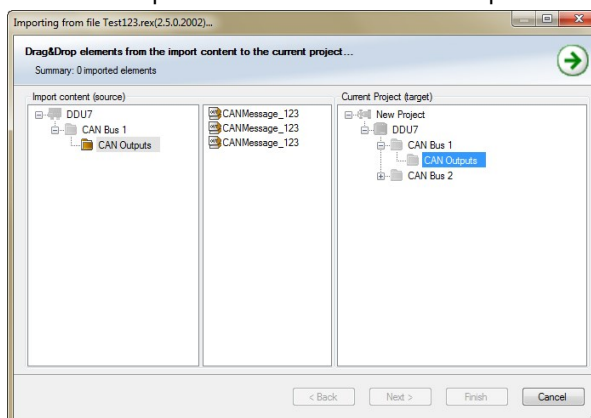 Importing from file Test123.rex(2.5.0.2002)...
Drag&Drop elements from the import content to the current project...
Summary: 0 imported elements
Import content (source)
DDU7
CAN Bus 1
CAN Outputs
CANMessage_123
CANMessage_123
CANMessage_123
Current Project (target)
New Project
DDU7
CAN Bus 1
CAN Outputs
CAN Bus 2
< Back
Next >
Finish
Cancel